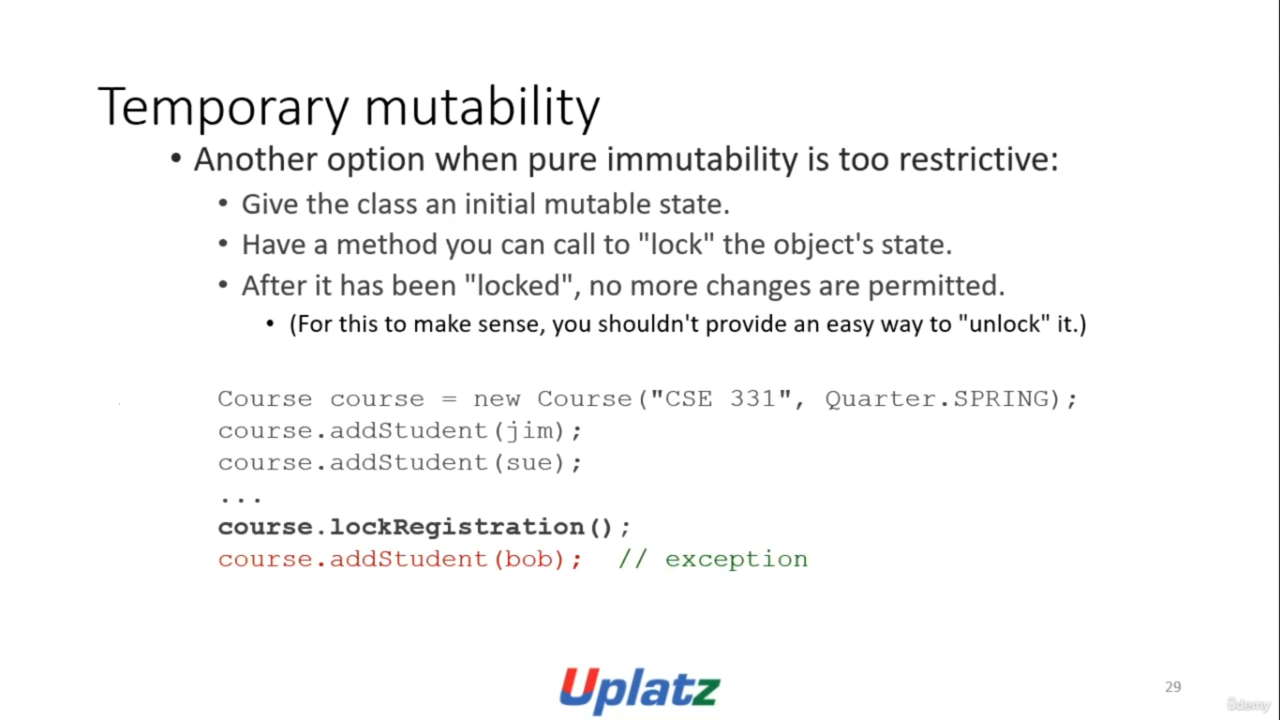 Temporary mutability
• Another option when pure immutability is too restrictive:
• Give the class an initial mutable state.
• Have a method you can call to "lock" the object's state.
• After it has been "locked", no more changes are permitted.
• (For this to make sense, you shouldn't provide an easy way to "unlock" it.)
Course course = new Course("CSE 331", Quarter.SPRING);
course.addStudent(jim);
course.addStudent(sue);
...
course.lockRegistration();
course.addStudent(bob);  // exception
Uplatz
29
ûdemy